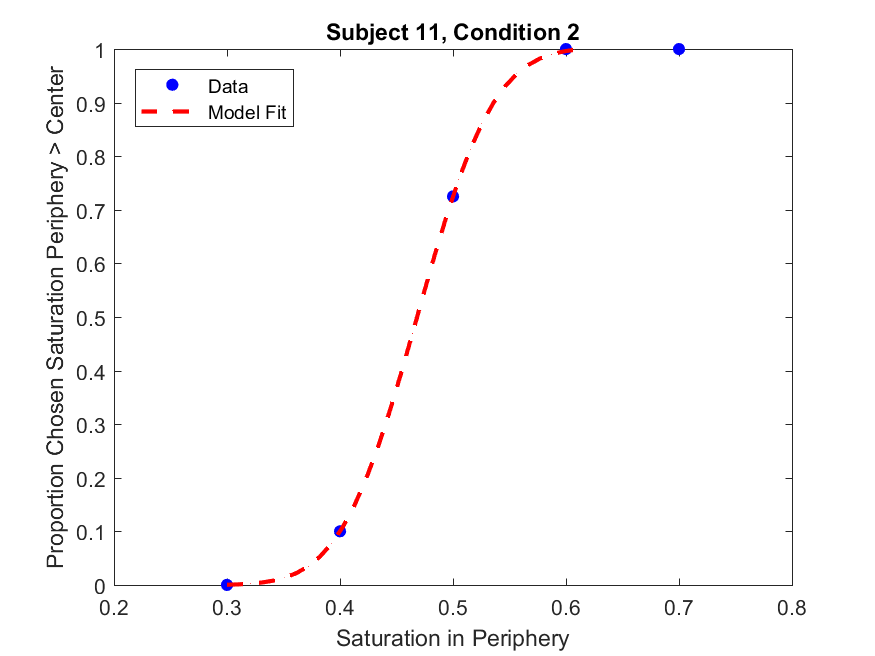 Subject 11, Condition 2
Proportion Chosen Saturation Periphery > Center
1
0.9
0.8
0.7
0.6
0.5
0.4
0.3
0.2
0.1
0
Data
Model Fit
0.2 0.3 0.4 0.5 0.6 0.7 0.8
Saturation in Periphery